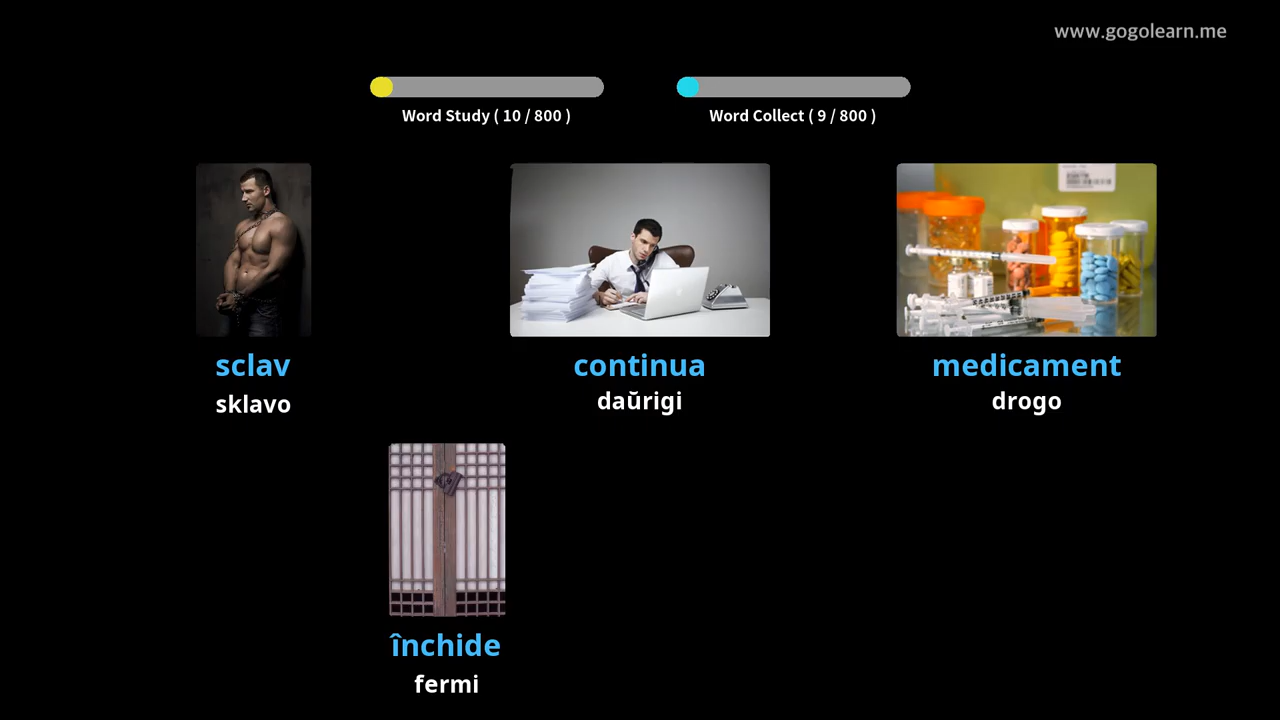 www.gogolearn.me
Word Study ( 10 / 800 )
Word Collect ( 9 / 800 )
sclav
sklavo
continua
daŭrigi
medicament
drogo
închide
fermi